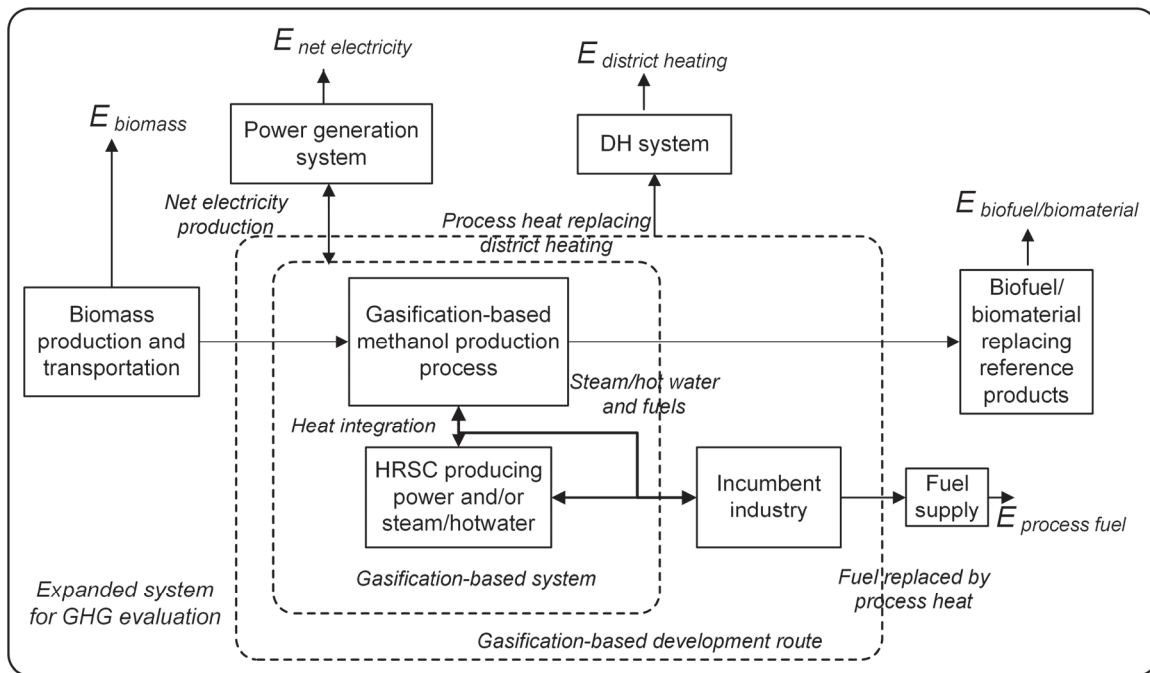 E net electricity
E district heating
E biomass
Power generation
system
DH system
Net electricity
production
Process heat replacing
district heating
E biofuel/biomaterial
Biomass
production and
transportation
Gasification-based
methanol production
process
Biofuel/
biomaterial
replacing
reference
products
Steam/hot water
and fuels
Heat integration
HRSC producing
power and/or
steam/hotwater
Incumbent
industry
Fuel
supply
E process fuel
Gasification-based system
Fuel replaced by
process heat
Expanded system
for GHG evaluation
Gasification-based development route